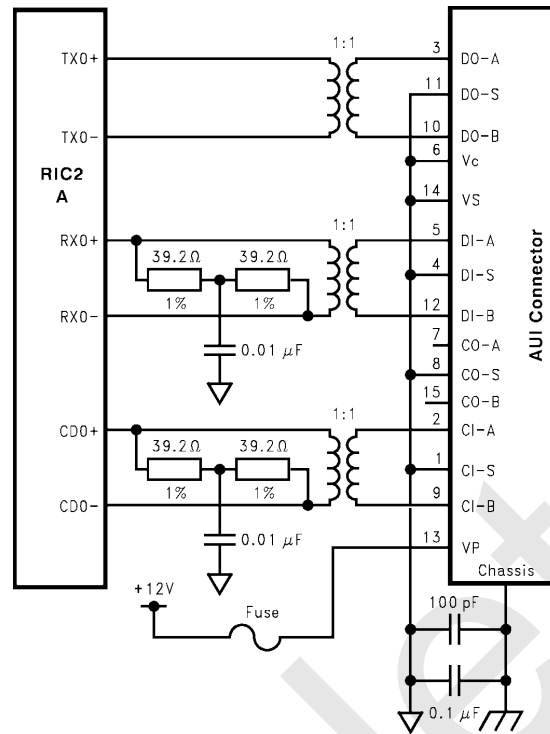 1:1
TX0+ 3 DO-A
11 DO-S
TX0- 10 DO-B
6 Vc
RIC2
A
14 VS
1:1
RX0+ 5 DI-A
39.2Ω 39.2Ω 4 DI-S
1% 1%
RX0- 12 DI-B
7 CO-A
0.01 µF 8 CO-S
15 CO-B
1:1
CD0+ 2 CI-A
39.2Ω 39.2Ω 1 CI-S
1% 1%
CD0- 9 CI-B
0.01 µF 13 VP
AUI Connector
Chassis
+12V
Fuse
100 pF
0.1 µF